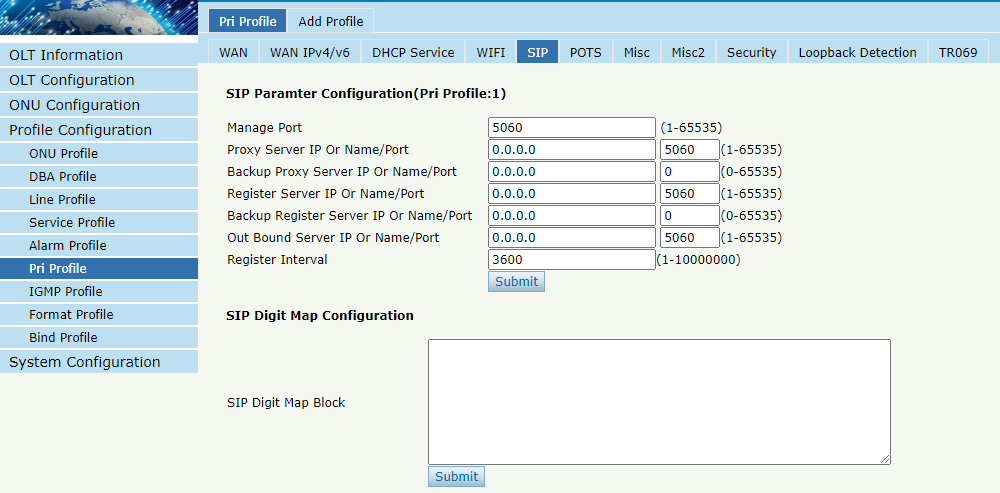 Pri Profile Add Profile
WAN WAN IPv4/v6 DHCP Service WIFI SIP POTS Misc Misc2 Security Loopback Detection TR069
OLT Information
OLT Configuration
ONU Configuration
Profile Configuration
ONU Profile
DBA Profile
Line Profile
Service Profile
Alarm Profile
Pri Profile
IGMP Profile
Format Profile
Bind Profile
System Configuration
SIP Paramter Configuration(Pri Profile:1)
Manage Port 5060 (1-65535)
Proxy Server IP Or Name/Port 0.0.0.0 5060 (1-65535)
Backup Proxy Server IP Or Name/Port 0.0.0.0 0 (0-65535)
Register Server IP Or Name/Port 0.0.0.0 5060 (1-65535)
Backup Register Server IP Or Name/Port 0.0.0.0 0 (0-65535)
Out Bound Server IP Or Name/Port 0.0.0.0 5060 (1-65535)
Register Interval 3600 (1-10000000)
Submit
SIP Digit Map Configuration
SIP Digit Map Block
Submit